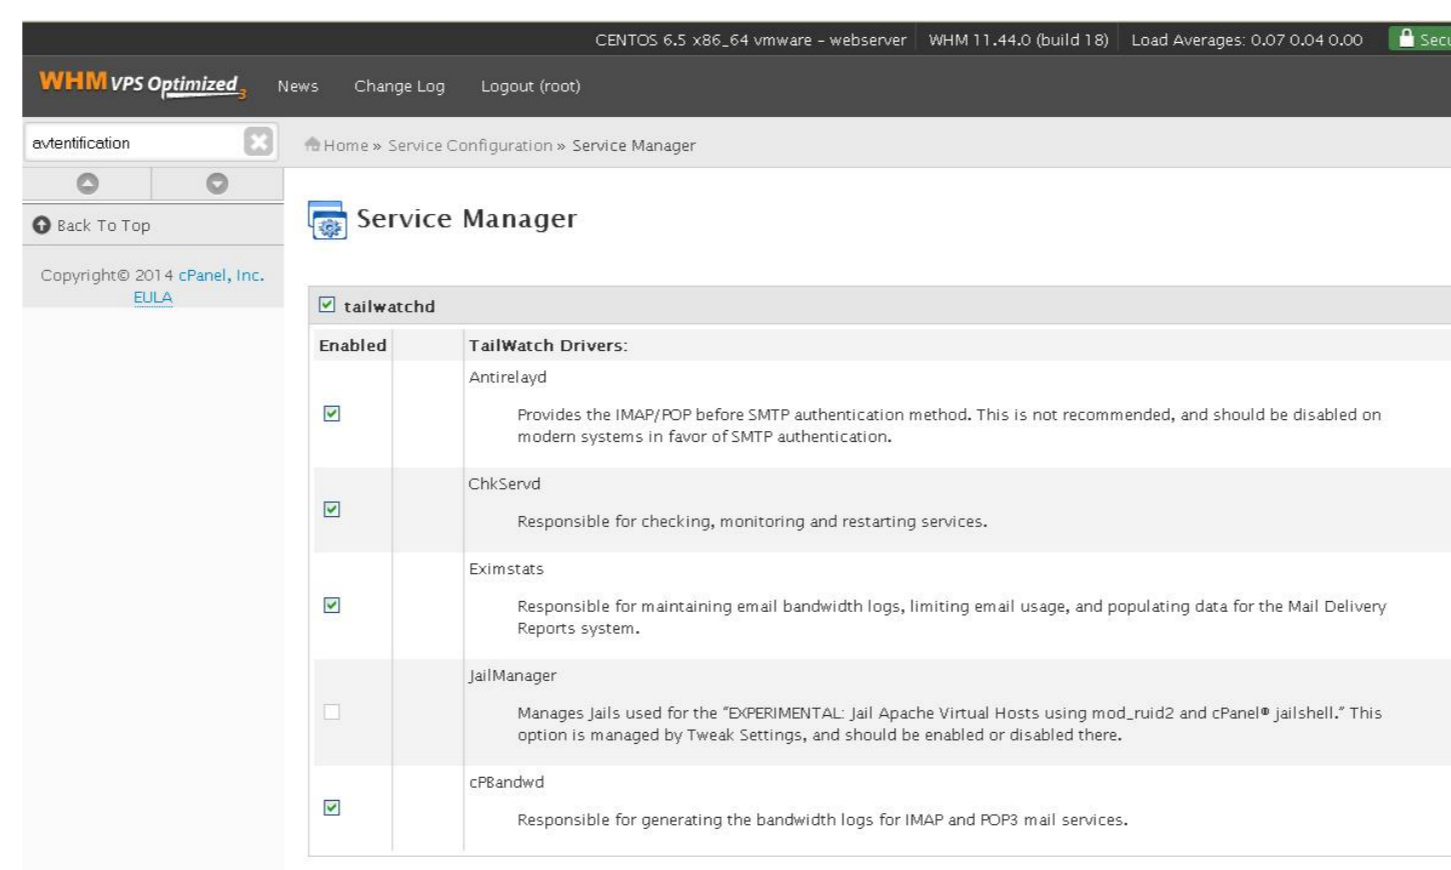 CENTOS 6.5 x86_64 vmware – webserver WHM 11.44.0 (build 18) Load Averages: 0.07 0.04 0.00 Secu
WHM VPS Optimized 3 News Change Log Logout (root)
avtentification
Home » Service Configuration » Service Manager
Back To Top
Copyright© 2014 cPanel, Inc.
EULA
Service Manager
tailwatchd
Enabled TailWatch Drivers:
Antirelayd
Provides the IMAP/POP before SMTP authentication method. This is not recommended, and should be disabled on
modern systems in favor of SMTP authentication.
ChkServd
Responsible for checking, monitoring and restarting services.
Eximstats
Responsible for maintaining email bandwidth logs, limiting email usage, and populating data for the Mail Delivery
Reports system.
JailManager
Manages Jails used for the "EXPERIMENTAL: Jail Apache Virtual Hosts using mod_ruid2 and cPanel® jailshell." This
option is managed by Tweak Settings, and should be enabled or disabled there.
cPBandwd
Responsible for generating the bandwidth logs for IMAP and POP3 mail services.